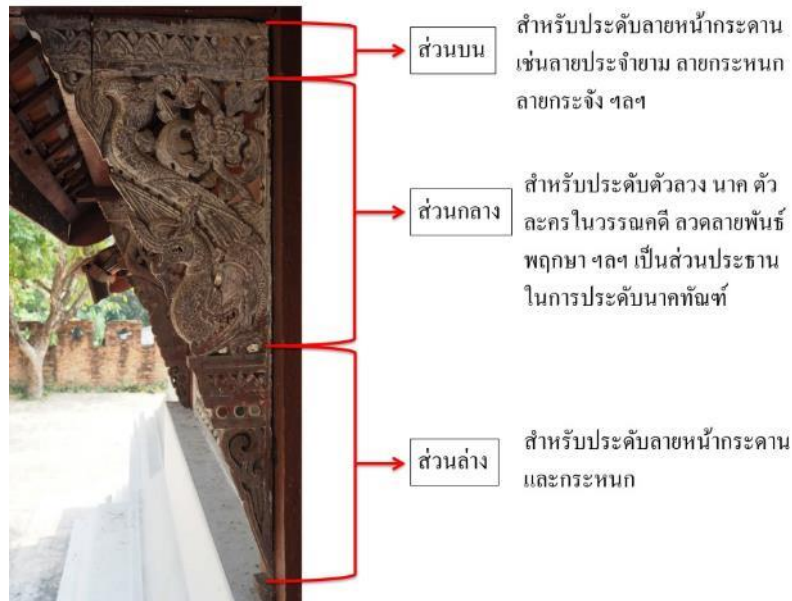 ส่วนบน
สำหรับประดับลายหน้ากระดาน
เช่นลายประจำยาม ลายกระหนก
ลายกระจัง ฯลฯ
ส่วนกลาง
สำหรับประดับตัวลวง นาค ตัว
ละครในวรรณคดี ลวดลายพันธ์
พฤกษา ฯลฯ เป็นส่วนประธาน
ในการประดับนาคทัณฑ์
ส่วนล่าง
สำหรับประดับลายหน้ากระดาน
และกระหนก